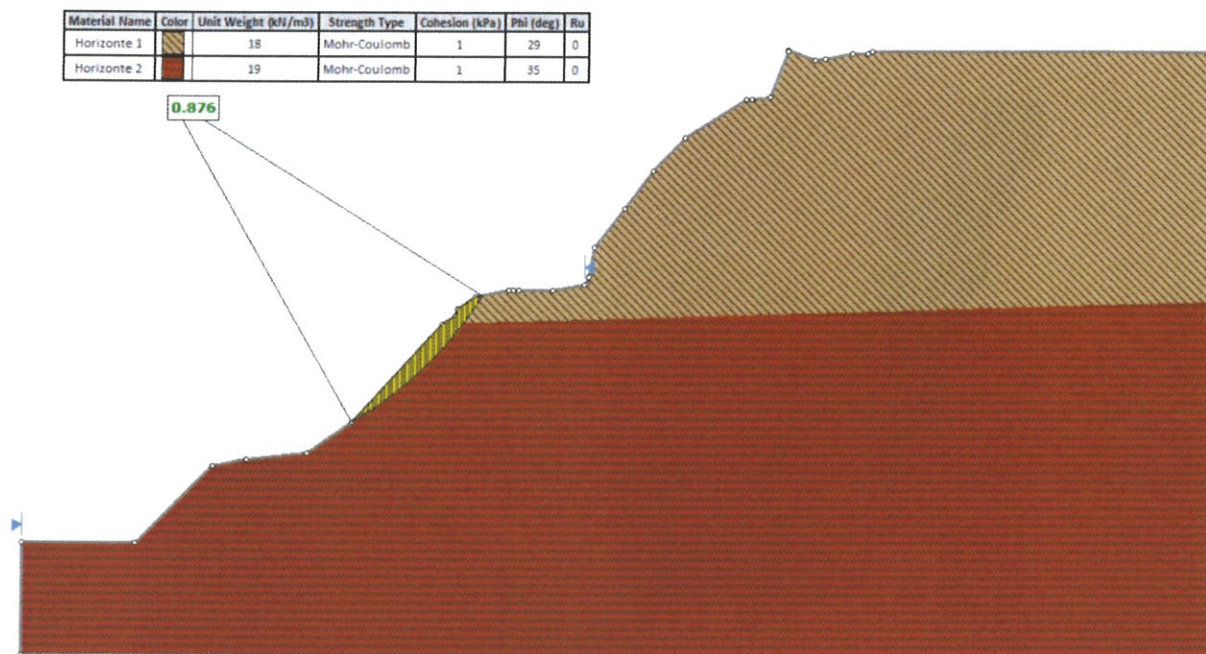 Material Name Color Unit Weight (kN/m3) Strength Type Cohesion (kPa) Phi (deg) Ru
Horizonte 1 18 Mohr-Coulomb 1 29 0
Horizonte 2 19 Mohr-Coulomb 1 35 0
0.876